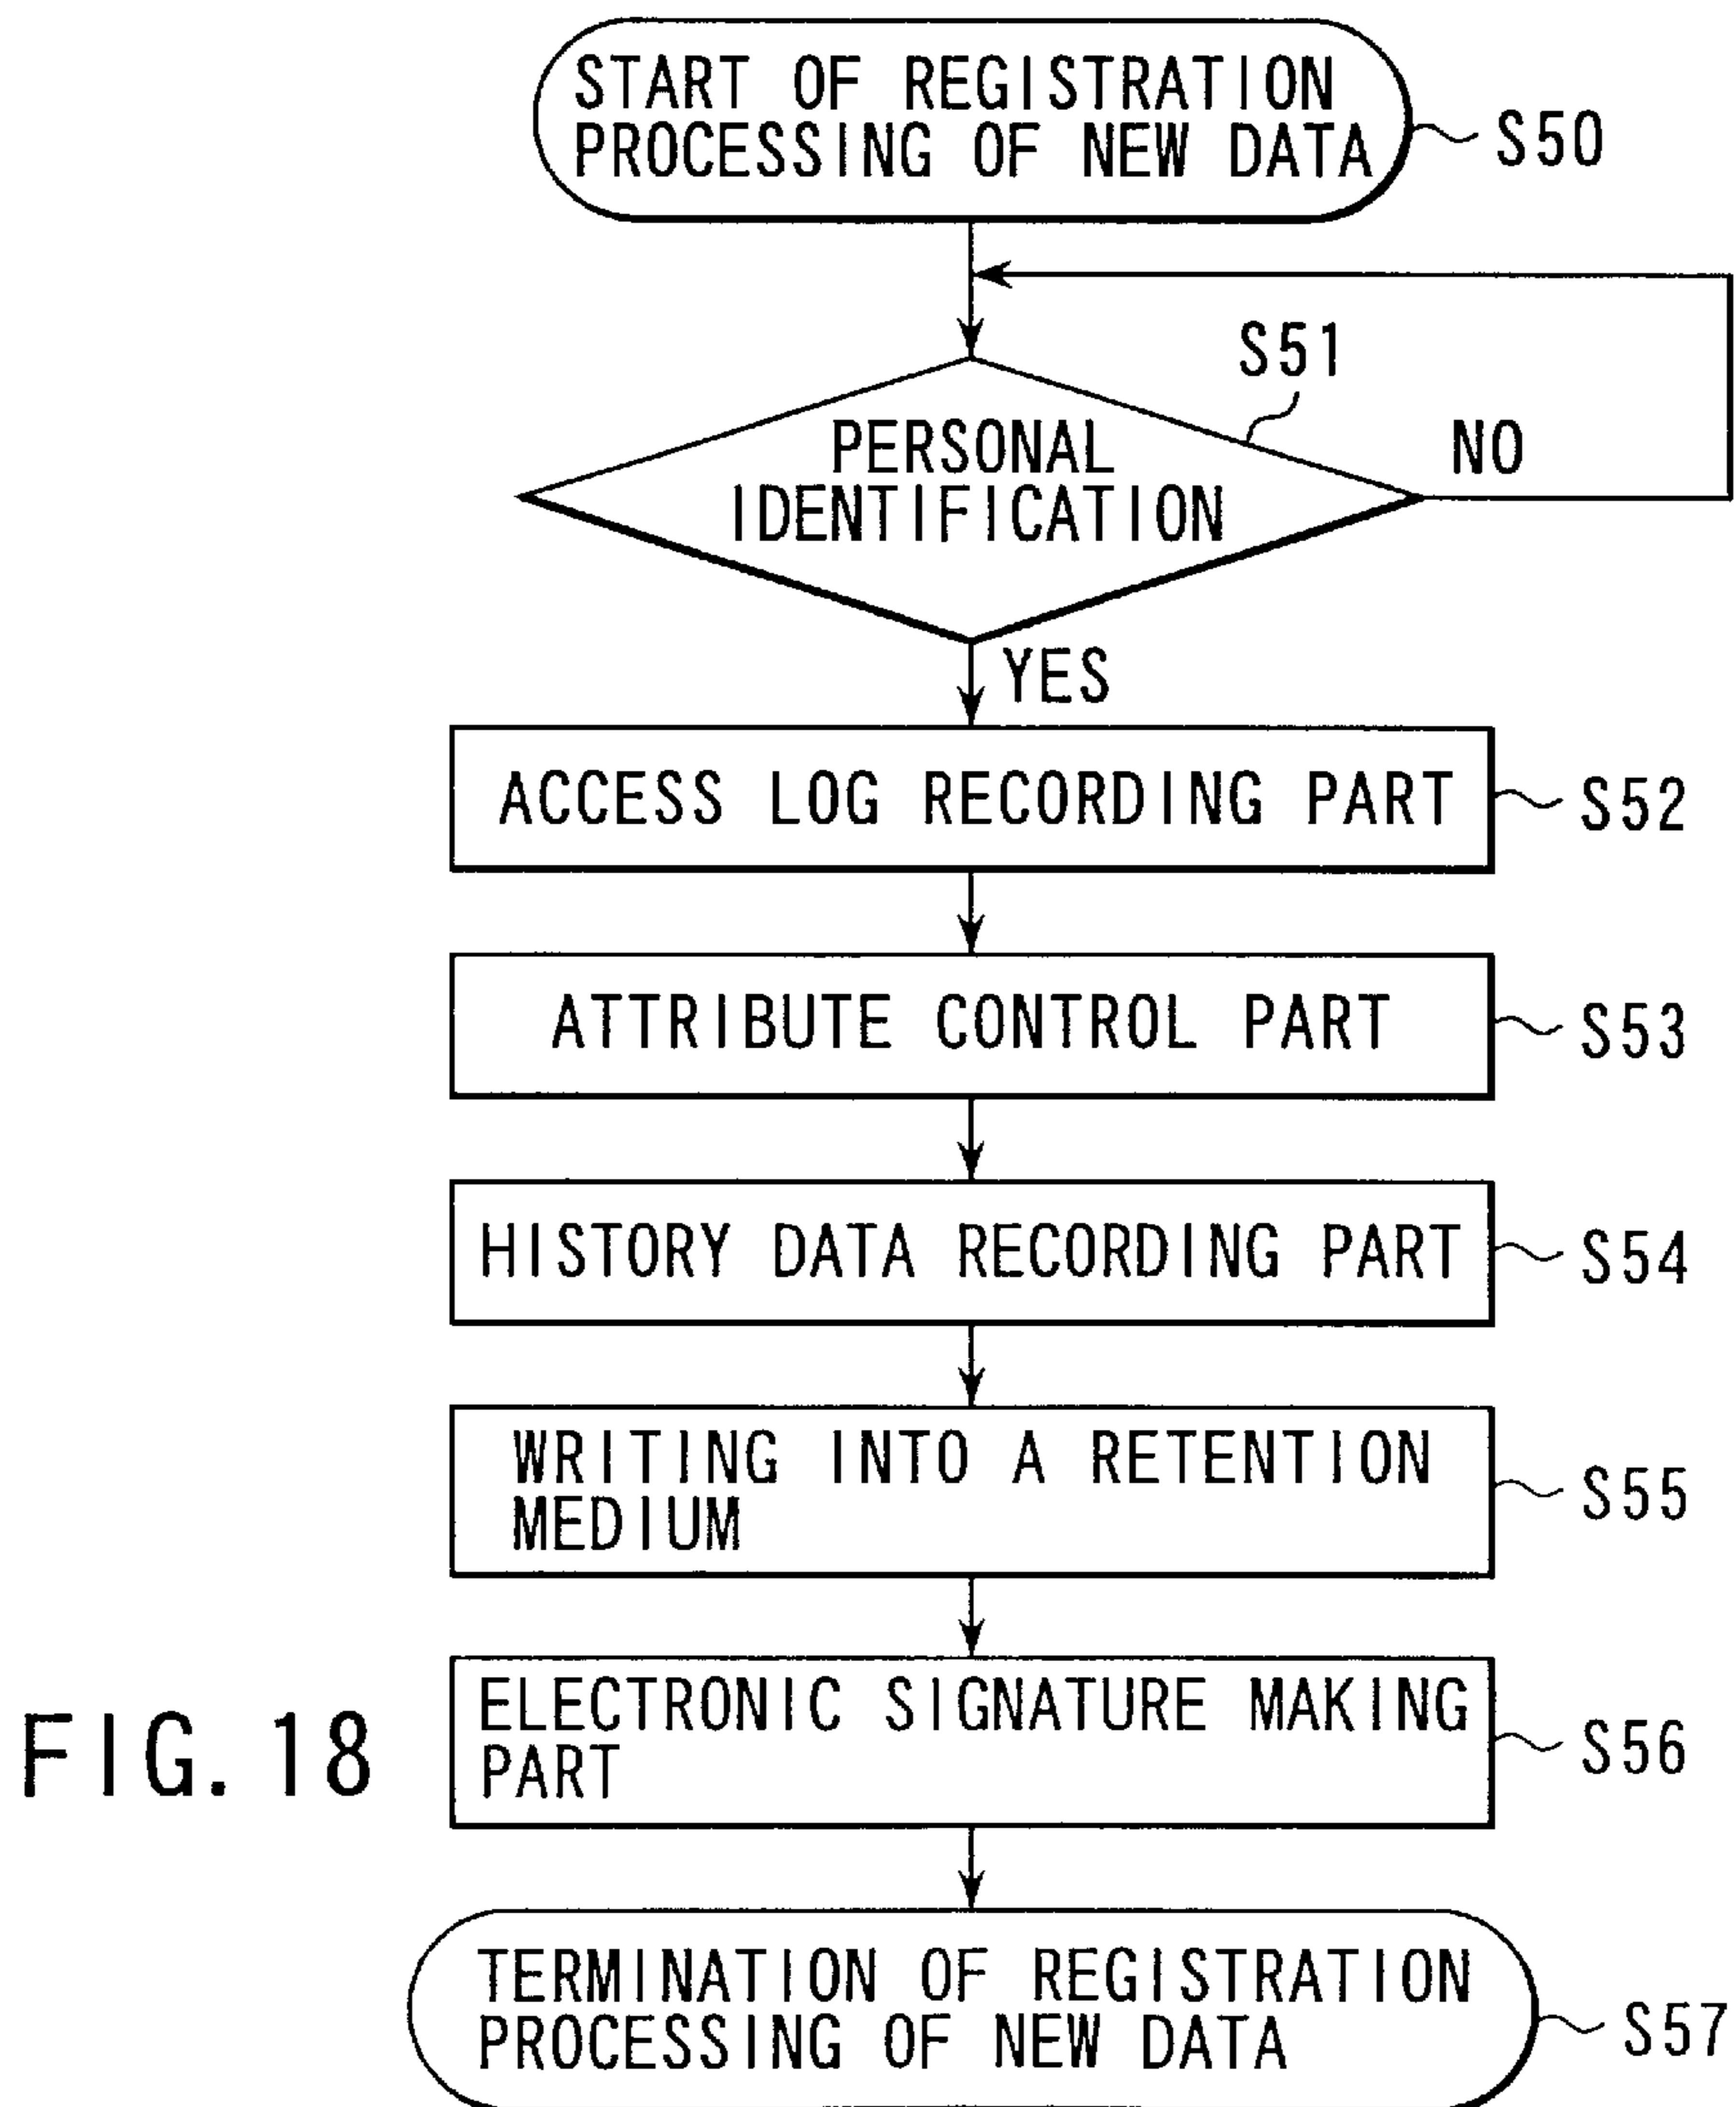 START OF REGISTRATION
PROCESSING OF NEW DATA
S50
S51
PERSONAL
IDENTIFICATION
NO
YES
ACCESS LOG RECORDING PART
S52
ATTRIBUTE CONTROL PART
S53
HISTORY DATA RECORDING PART
S54
WRITING INTO A RETENTION
MEDIUM
S55
ELECTRONIC SIGNATURE MAKING
PART
S56
FIG. 18
TERMINATION OF REGISTRATION
PROCESSING OF NEW DATA
S57